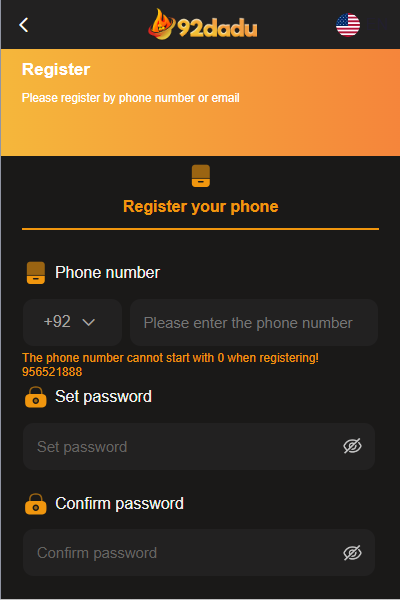 92dadu
Register
Please register by phone number or email
Register your phone
Phone number
+92
Please enter the phone number
The phone number cannot start with 0 when registering!
956521888
Set password
Set password
Confirm password
Confirm password